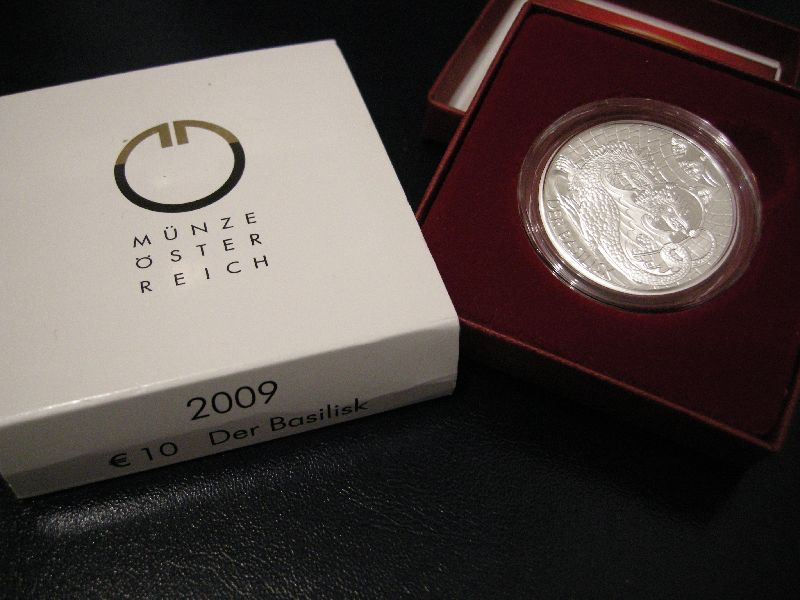 MÜNZE
ÖSTER
REICH
2009
€ 10 Der Basilisk
DER BASILISK